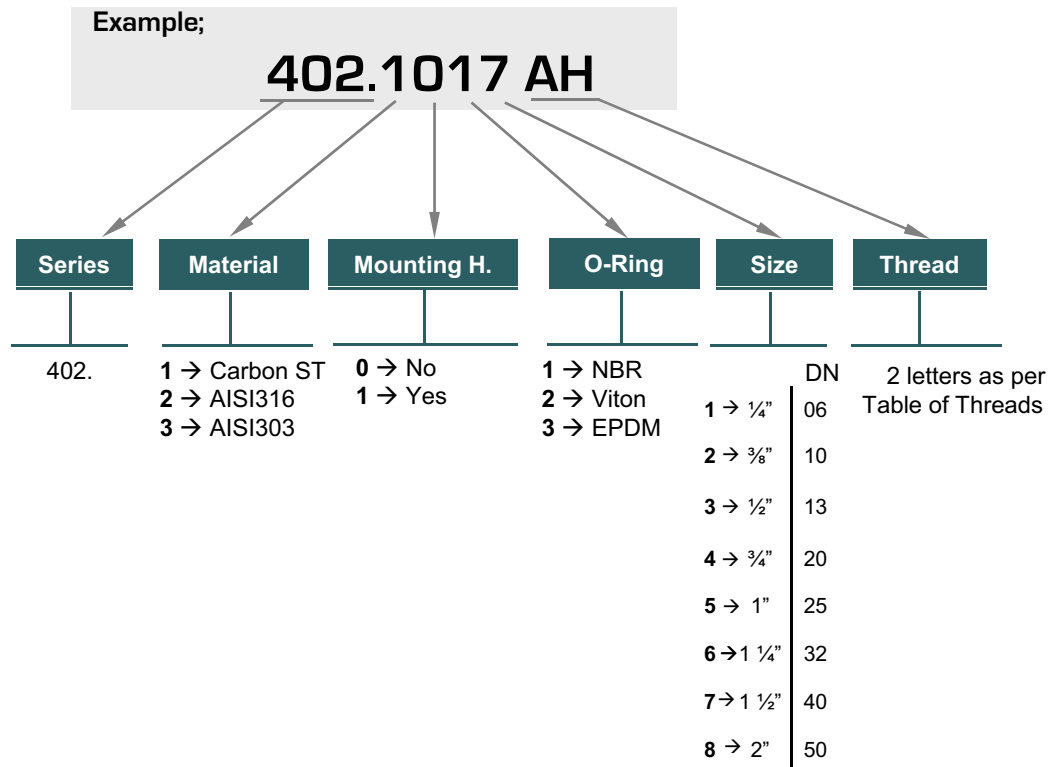 Example;
402.1017 AH
Series
Material
Mounting H.
O-Ring
Size
Thread
402.
1 → Carbon ST
2 → AISI316
3 → AISI303
0 → No
1 → Yes
1 → NBR
2 → Viton
3 → EPDM
DN
1 → ¼” 06
2 → ⅜” 10
3 → ½” 13
4 → ¾” 20
5 → 1” 25
6 →1 ¼” 32
7→ 1 ½” 40
8 → 2” 50
2 letters as per
Table of Threads